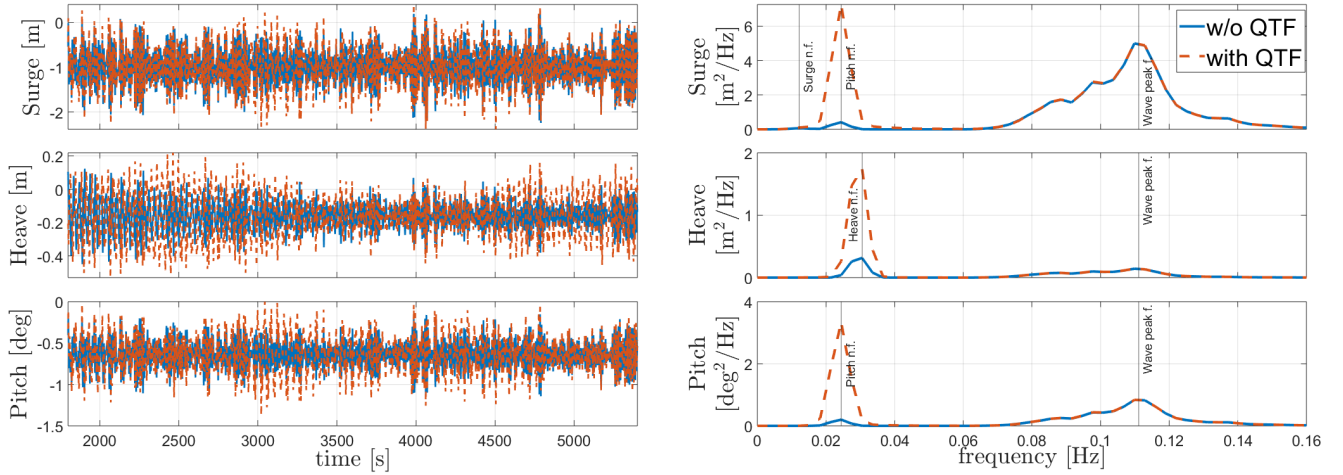 Surge [m]
0
-1
-2
Heave [m]
0.2
0
-0.2
-0.4
Pitch [deg]
0
-0.5
-1
-1.5
2000 2500 3000 3500 4000 4500 5000
time [s]
Surge
[m²/Hz]
6
4
2
0
Surge n.f.
Pitch n.f.
Wave peak f.
w/o QTF
with QTF
Heave
[m²/Hz]
2
1
0
Heave n.f.
Wave peak f.
Pitch
[deg²/Hz]
4
2
0
Pitch n.f.
Wave peak f.
0 0.02 0.04 0.06 0.08 0.1 0.12 0.14 0.16
frequency [Hz]